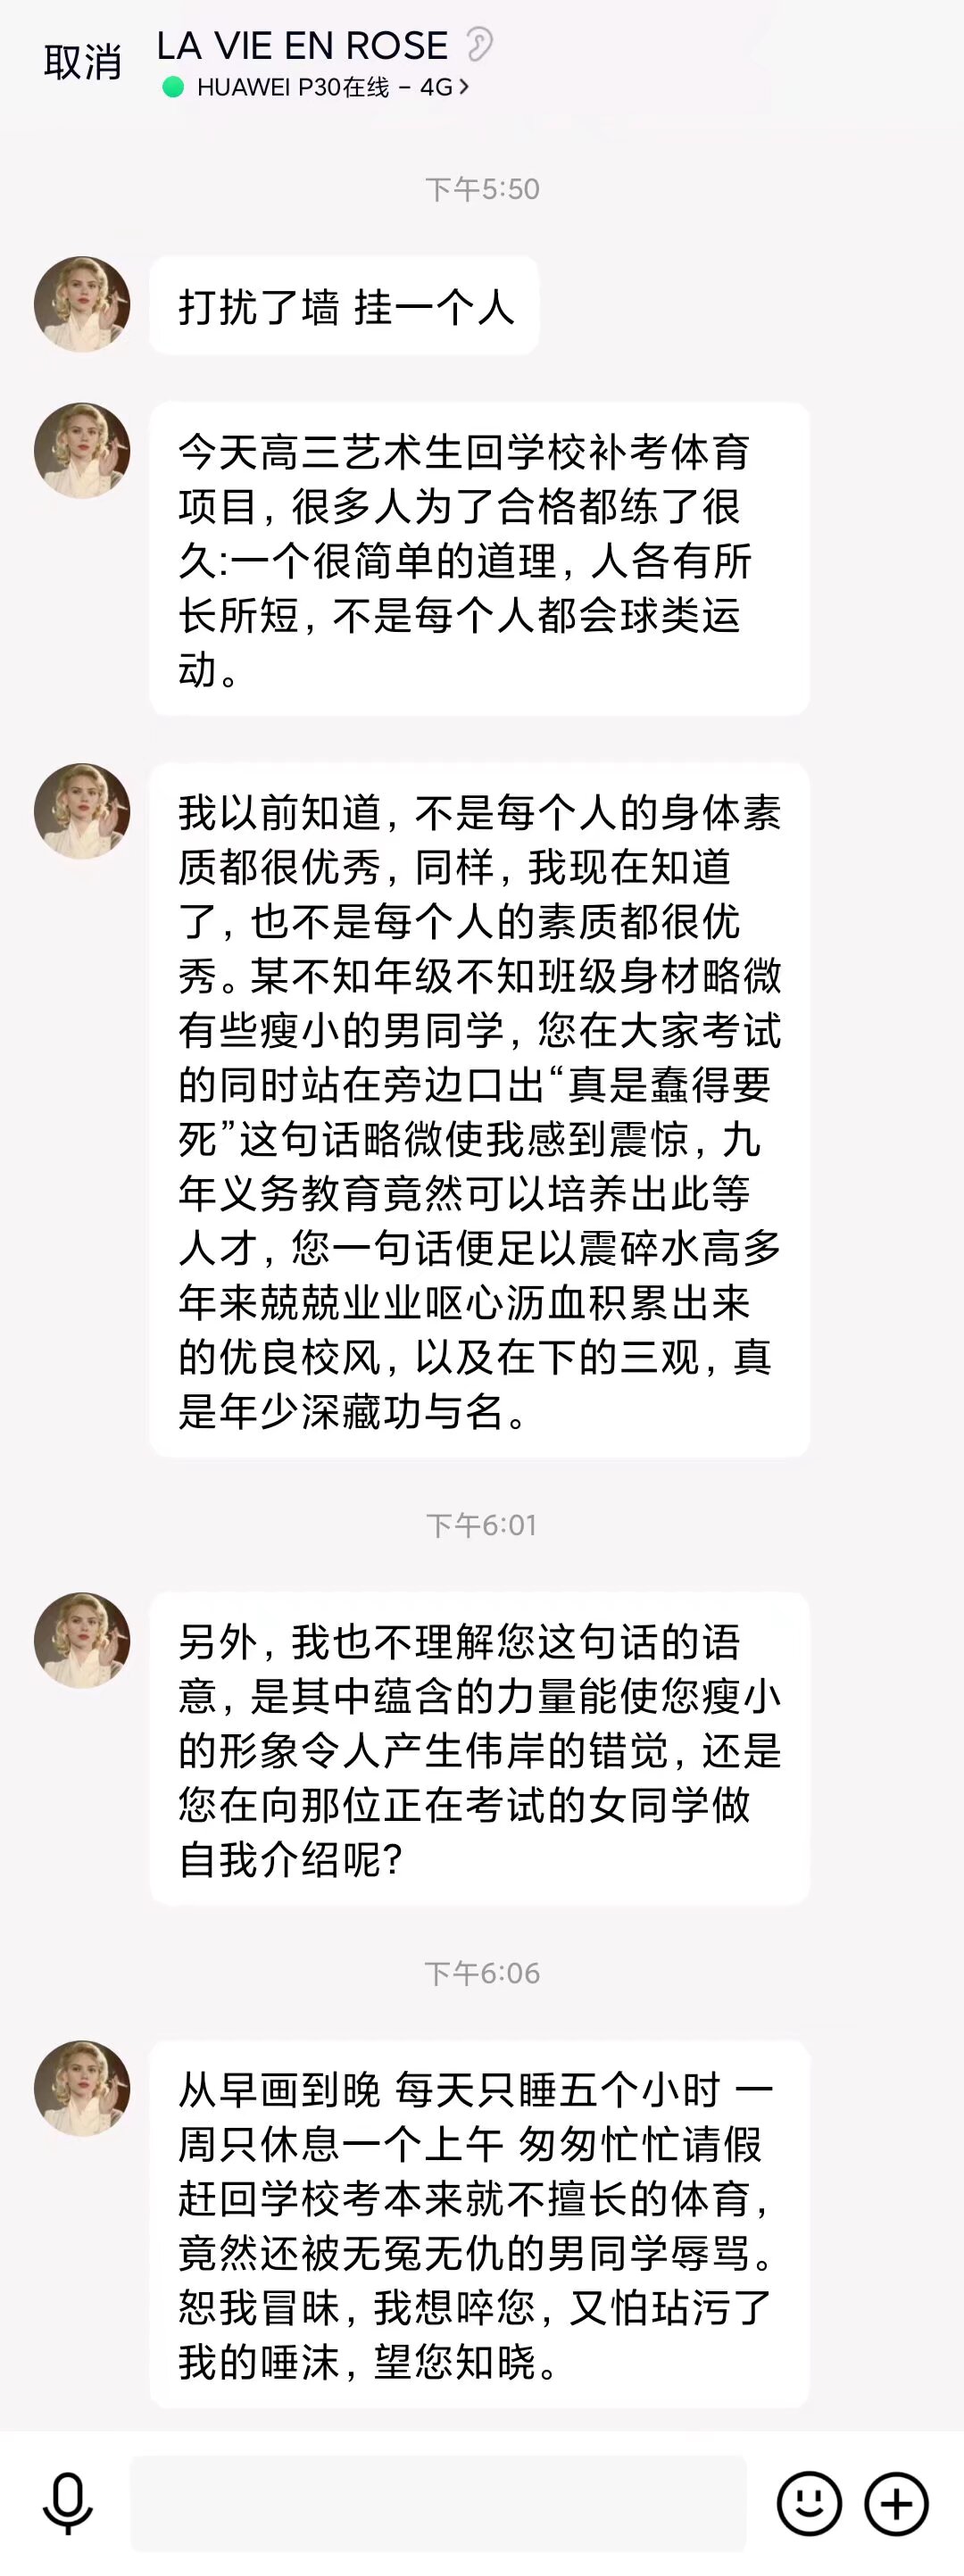 取消
LA VIE EN ROSE
HUAWEI P30在线 - 4G
下午5:50
打扰了墙 挂一个人
今天高三艺术生回学校补考体育
项目，很多人为了合格都练了很
久:一个很简单的道理，人各有所
长所短，不是每个人都会球类运
动。
我以前知道，不是每个人的身体素
质都很优秀，同样，我现在知道
了，也不是每个人的素质都很优
秀。某不知年级不知班级身材略微
有些瘦小的男同学，您在大家考试
的同时站在旁边口出“真是蠢得要
死”这句话略微使我感到震惊，九
年义务教育竟然可以培养出此等
人才，您一句话便足以震碎水高多
年来兢兢业业呕心沥血积累出来
的优良校风，以及在下的三观，真
是年少深藏功与名。
下午6:01
另外，我也不理解您这句话的语
意，是其中蕴含的力量能使您瘦小
的形象令人产生伟岸的错觉，还是
您在向那位正在考试的女同学做
自我介绍呢?
下午6:06
从早画到晚 每天只睡五个小时 一
周只休息一个上午 匆匆忙忙请假
赶回学校考本来就不擅长的体育，
竟然还被无冤无仇的男同学辱骂。
恕我冒昧，我想啐您，又怕玷污了
我的唾沫，望您知晓。